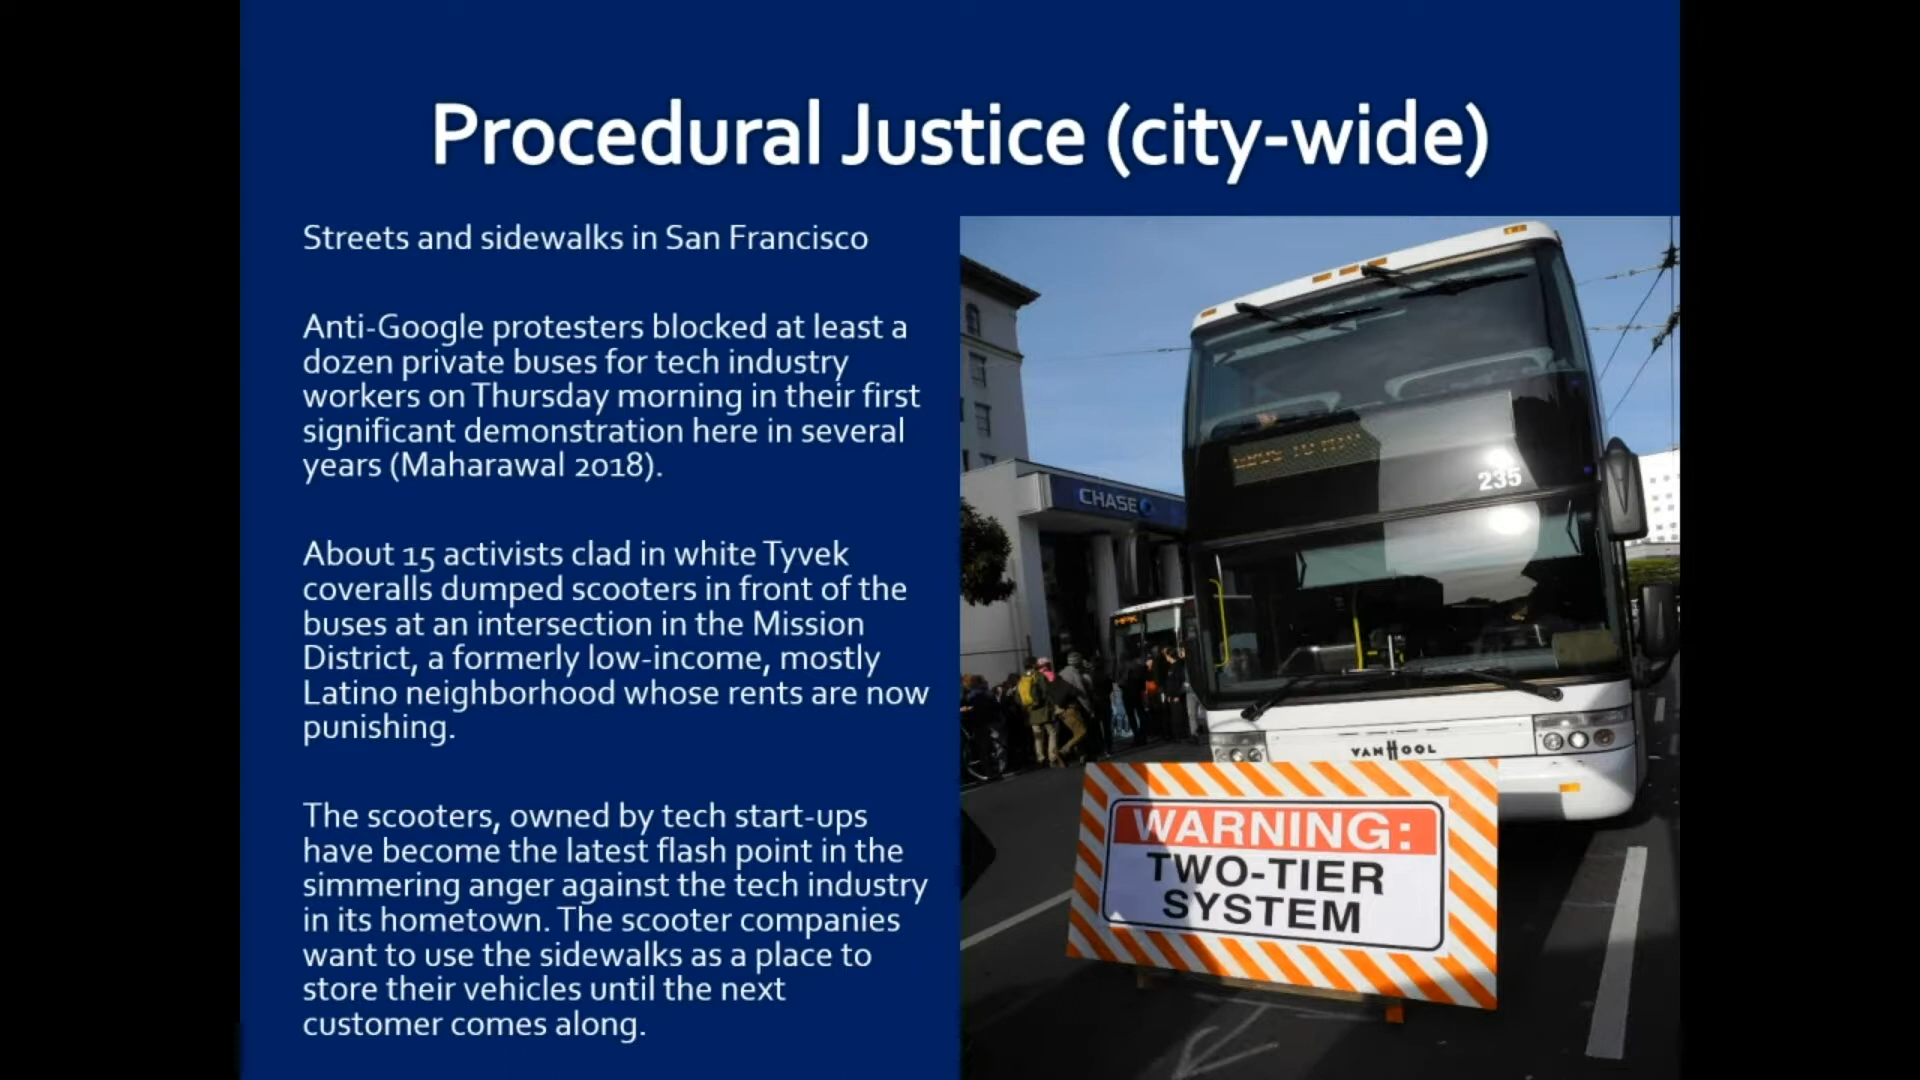 Procedural Justice (city-wide)
Streets and sidewalks in San Francisco
Anti-Google protesters blocked at least a
dozen private buses for tech industry
workers on Thursday morning in their first
significant demonstration here in several
years (Maharawal 2018).
About 15 activists clad in white Tyvek
coveralls dumped scooters in front of the
buses at an intersection in the Mission
District, a formerly low-income, mostly
Latino neighborhood whose rents are now
punishing.
The scooters, owned by tech start-ups
have become the latest flash point in the
simmering anger against the tech industry
in its hometown. The scooter companies
want to use the sidewalks as a place to
store their vehicles until the next
customer comes along.
CHASE
235
VAN HOOL
WARNING:
TWO-TIER
SYSTEM